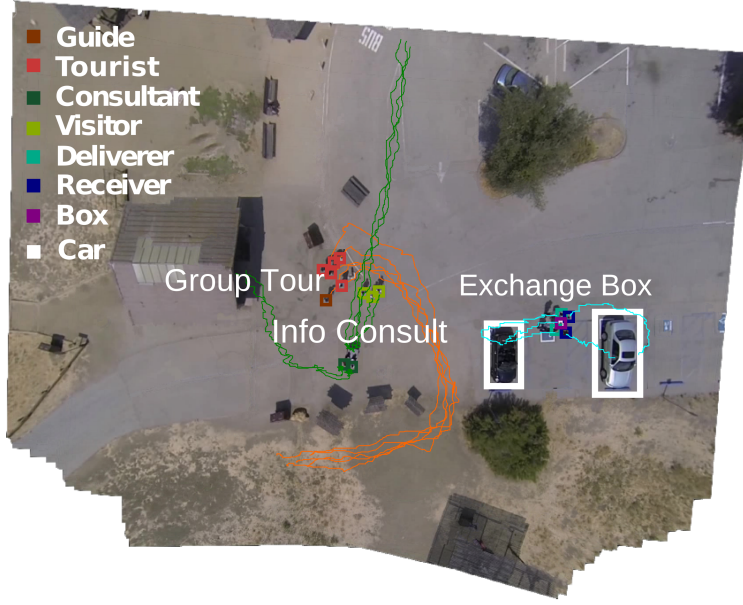 BUS
Guide
Tourist
Consultant
Visitor
Deliverer
Receiver
Box
Car
Group Tour
Exchange Box
Info Consult